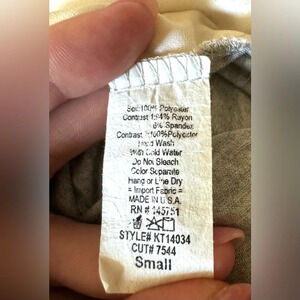 Self:100% Polyester
Contrast 1:94% Rayon
6% Spandex
Contrast 2:100%Polyester
Hand Wash
With Cold Water
Do Not Bleach
Color Separate
Hang or Line Dry
= Import Fabric =
MADE IN U.S.A.
RN # 145751
STYLE# KT14034
CUT# 7544
Small